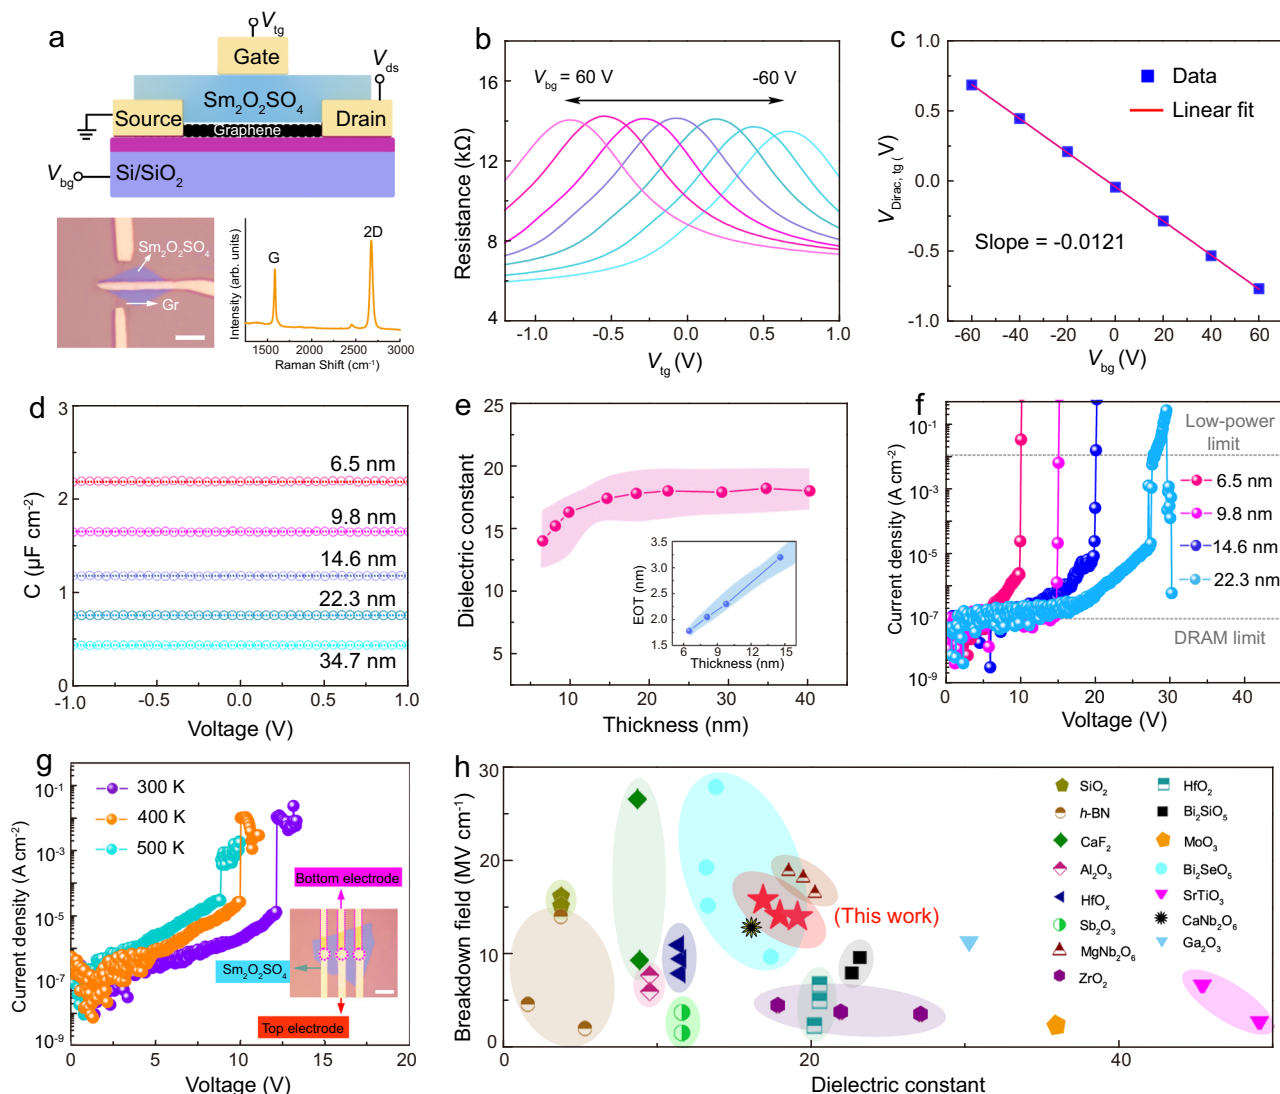 a
V_tg
Gate
V_ds
Sm₂O₂SO₄
Source
Drain
Graphene
V_bg
Si/SiO₂
Sm₂O₂SO₄
Gr
Intensity (arb. units)
G
2D
1500 2000 2500 3000
Raman Shift (cm⁻¹)
b
V_bg = 60 V
-60 V
Resistance (kΩ)
16
12
8
4
-1.0 -0.5 0.0 0.5 1.0
V_tg (V)
c
Data
Linear fit
V_Dirac, tg ( V)
1.0
0.5
0.0
-0.5
-1.0
Slope = -0.0121
-60 -40 -20 0 20 40 60
V_bg (V)
d
C (µF cm⁻²)
3
2
1
0
6.5 nm
9.8 nm
14.6 nm
22.3 nm
34.7 nm
-1.0 -0.5 0.0 0.5 1.0
Voltage (V)
e
Dielectric constant
25
20
15
10
5
EOT (nm)
3.5
3.0
2.5
2.0
1.5
6 9 12 15
Thickness (nm)
10 20 30 40
Thickness (nm)
f
Current density (A cm⁻²)
10⁻¹
10⁻³
10⁻⁵
10⁻⁷
10⁻⁹
Low-power
limit
6.5 nm
9.8 nm
14.6 nm
22.3 nm
DRAM limit
0 10 20 30 40
Voltage (V)
g
Current density (A cm⁻²)
10⁻¹
10⁻³
10⁻⁵
10⁻⁷
10⁻⁹
300 K
400 K
500 K
Bottom electrode
Sm₂O₂SO₄
Top electrode
0 5 10 15 20
Voltage (V)
h
Breakdown field (MV cm⁻¹)
30
20
10
0
(This work)
SiO₂
h-BN
CaF₂
Al₂O₃
HfOₓ
Sb₂O₃
MgNb₂O₆
ZrO₂
HfO₂
Bi₂SiO₅
MoO₃
Bi₂SeO₅
SrTiO₃
CaNb₂O₆
Ga₂O₃
0 20 40
Dielectric constant